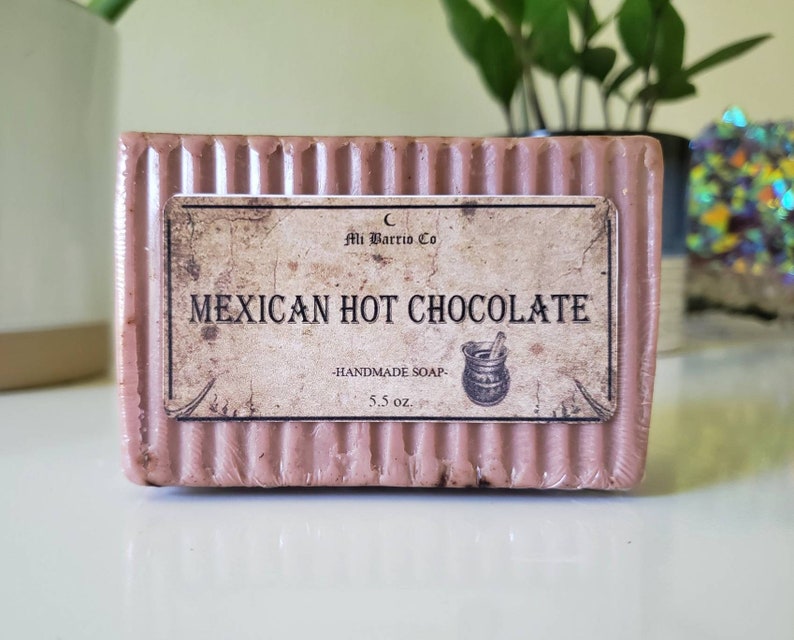 Mi Barrio Co
MEXICAN HOT CHOCOLATE
-HANDMADE SOAP-
5.5 oz.